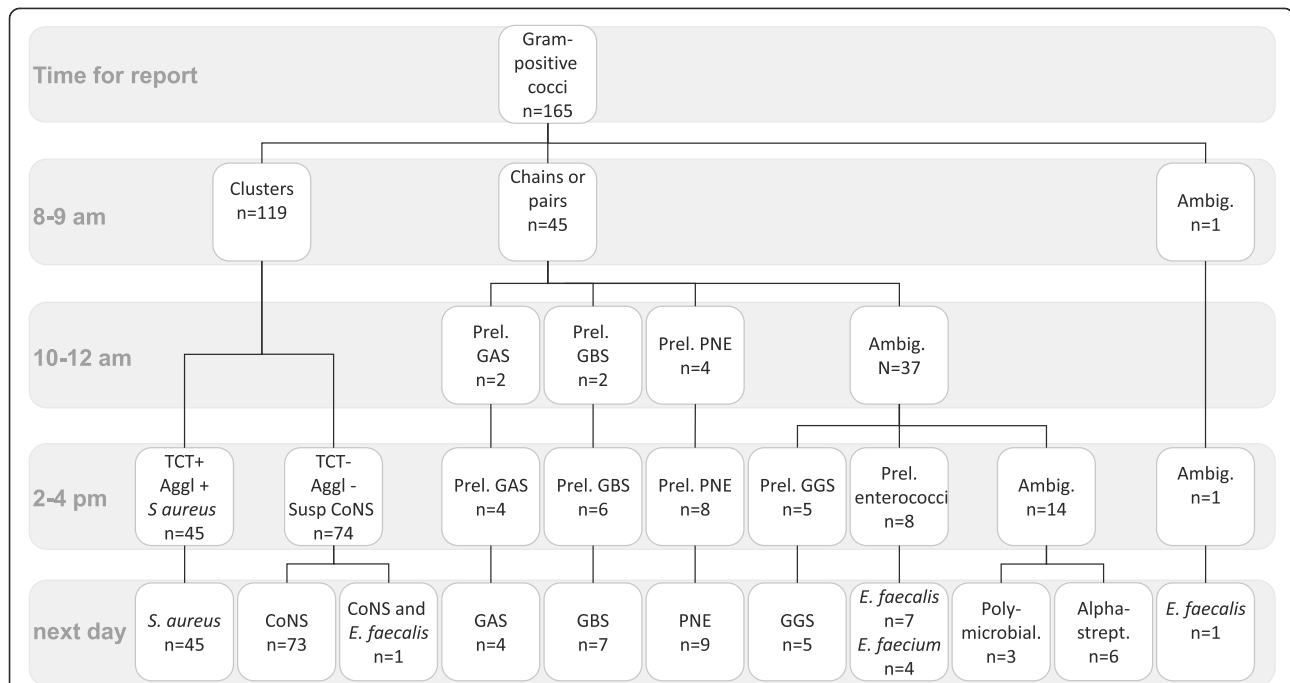 Time for report
Gram-
positive
cocci
n=165
8-9 am
Clusters
n=119
Chains or
pairs
n=45
Ambig.
n=1
10-12 am
Prel.
GAS
n=2
Prel.
GBS
n=2
Prel. PNE
n=4
Ambig.
N=37
2-4 pm
TCT+
Aggl +
S aureus
n=45
TCT-
Aggl -
Susp CoNS
n=74
Prel. GAS
n=4
Prel. GBS
n=6
Prel. PNE
n=8
Prel. GGS
n=5
Prel.
enterococci
n=8
Ambig.
n=14
Ambig.
n=1
next day
S. aureus
n=45
CoNS
n=73
CoNS and
E. faecalis
n=1
GAS
n=4
GBS
n=7
PNE
n=9
GGS
n=5
E. faecalis
n=7
E. faecium
n=4
Poly-
microbial.
n=3
Alpha-
strept.
n=6
E. faecalis
n=1